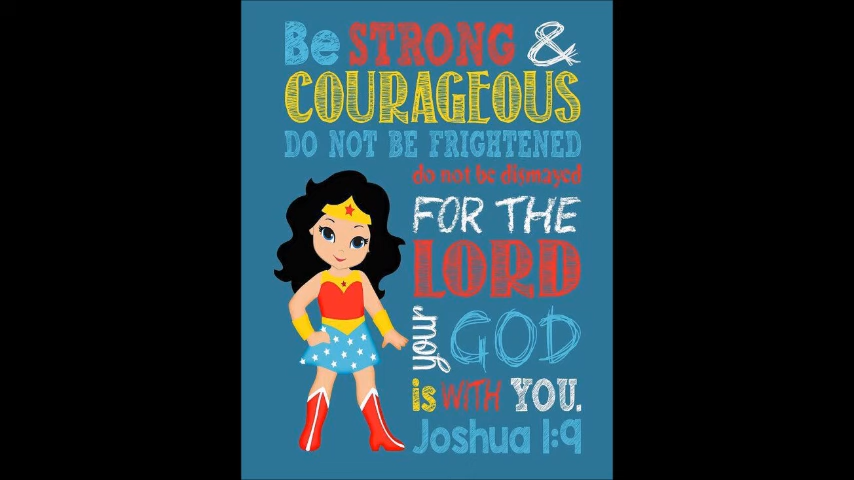 Be STRONG &
COURAGEOUS
DO NOT BE FRIGHTENED
do not be dismayed
FOR THE
LORD
your GOD
is WITH YOU.
Joshua 1:9